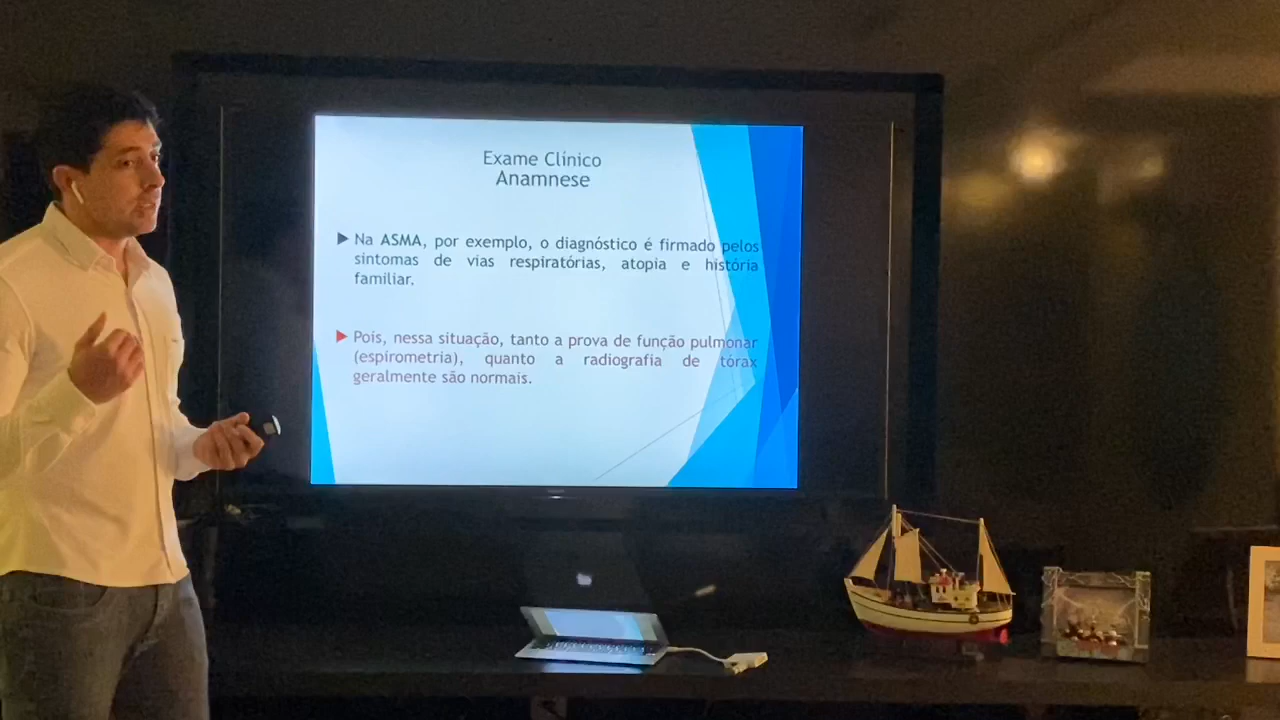 Exame Clínico
Anamnese
Na ASMA, por exemplo, o diagnóstico é firmado pelos
sintomas de vias respiratórias, atopia e história
familiar.
Pois, nessa situação, tanto a prova de função pulmonar
(espirometria), quanto a radiografia de tórax
geralmente são normais.